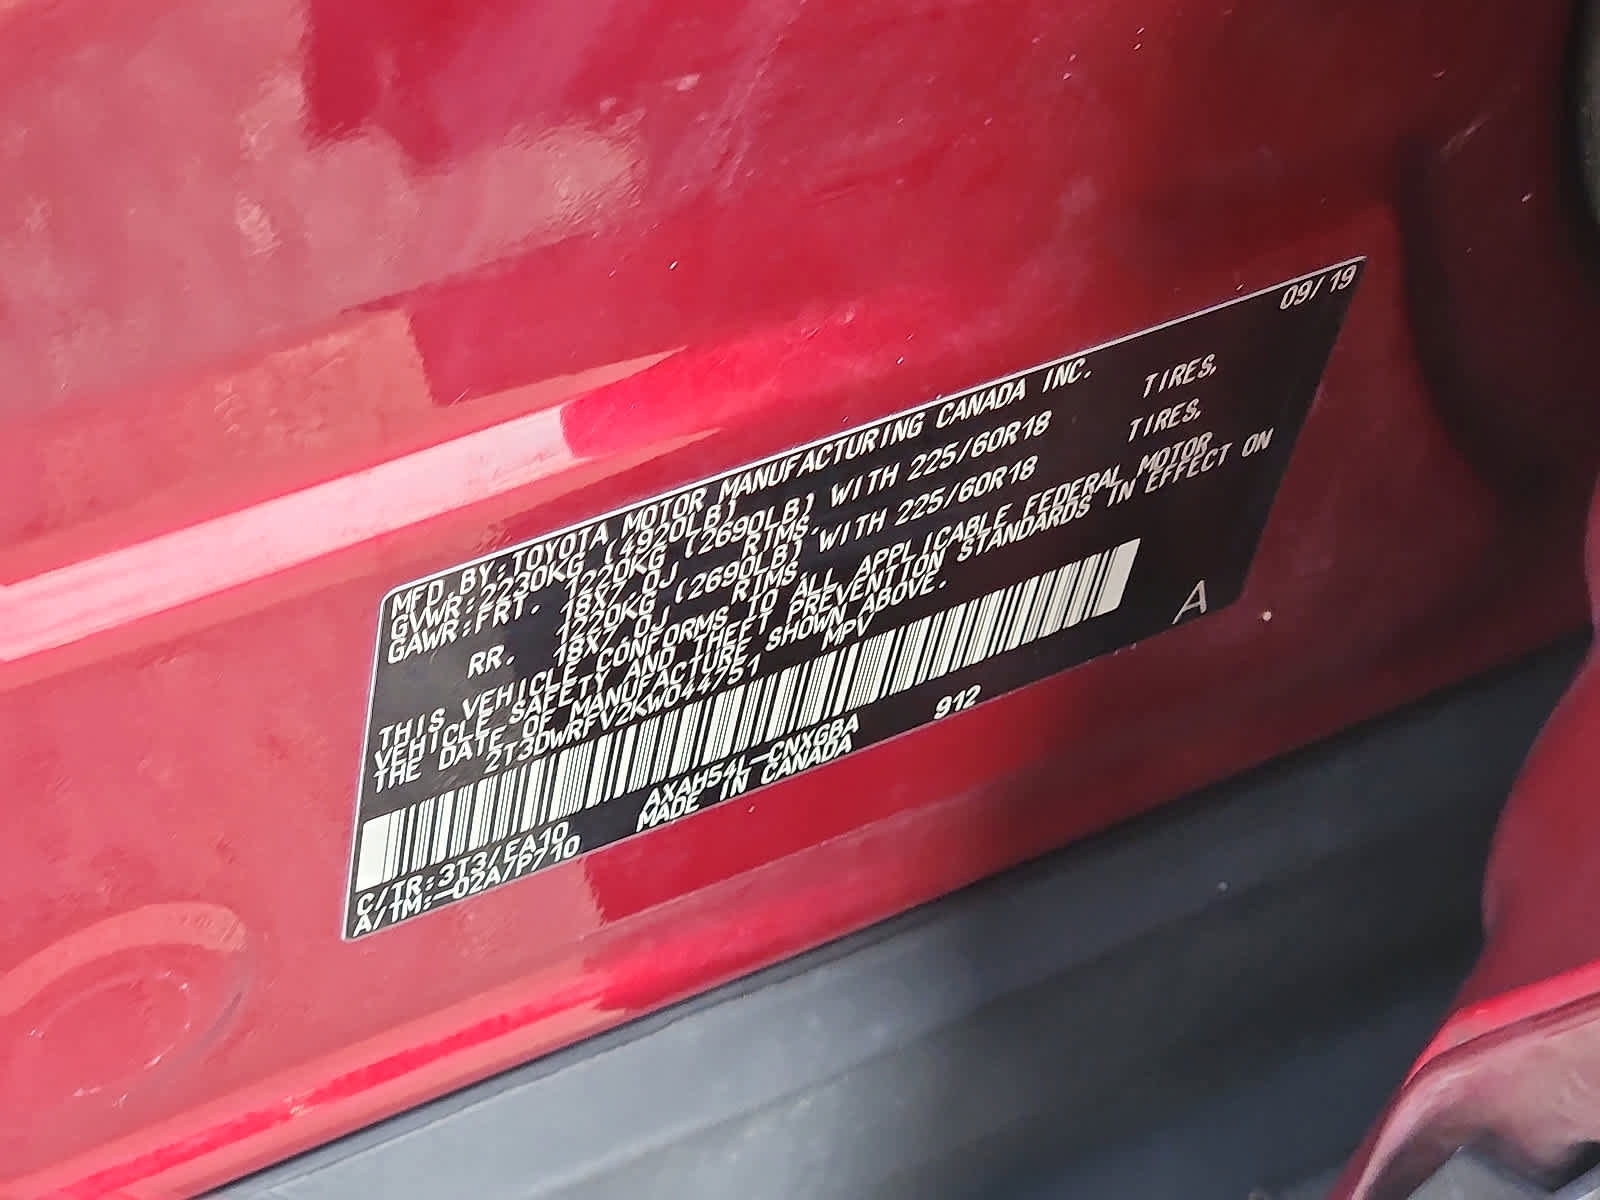 09/19
MFD.BY:TOYOTA MOTOR MANUFACTURING CANADA INC.
GVWR:2230KG (4920LB)
GAWR:FRT. 1220KG (2690LB) WITH 225/60R18 TIRES,
18X7.0J RIMS.
RR. 1220KG (2690LB) WITH 225/60R18 TIRES,
18X7.0J RIMS.
THIS VEHICLE CONFORMS TO ALL APPLICABLE FEDERAL MOTOR
VEHICLE SAFETY AND THEFT PREVENTION STANDARDS IN EFFECT ON
THE DATE OF MANUFACTURE SHOWN ABOVE.
2T3DWRFV2KW044751 MPV
A
C/TR:3T3/EA10 AXAH54L-CNXGBA 912
A/TM:-02A/P710 MADE IN CANADA